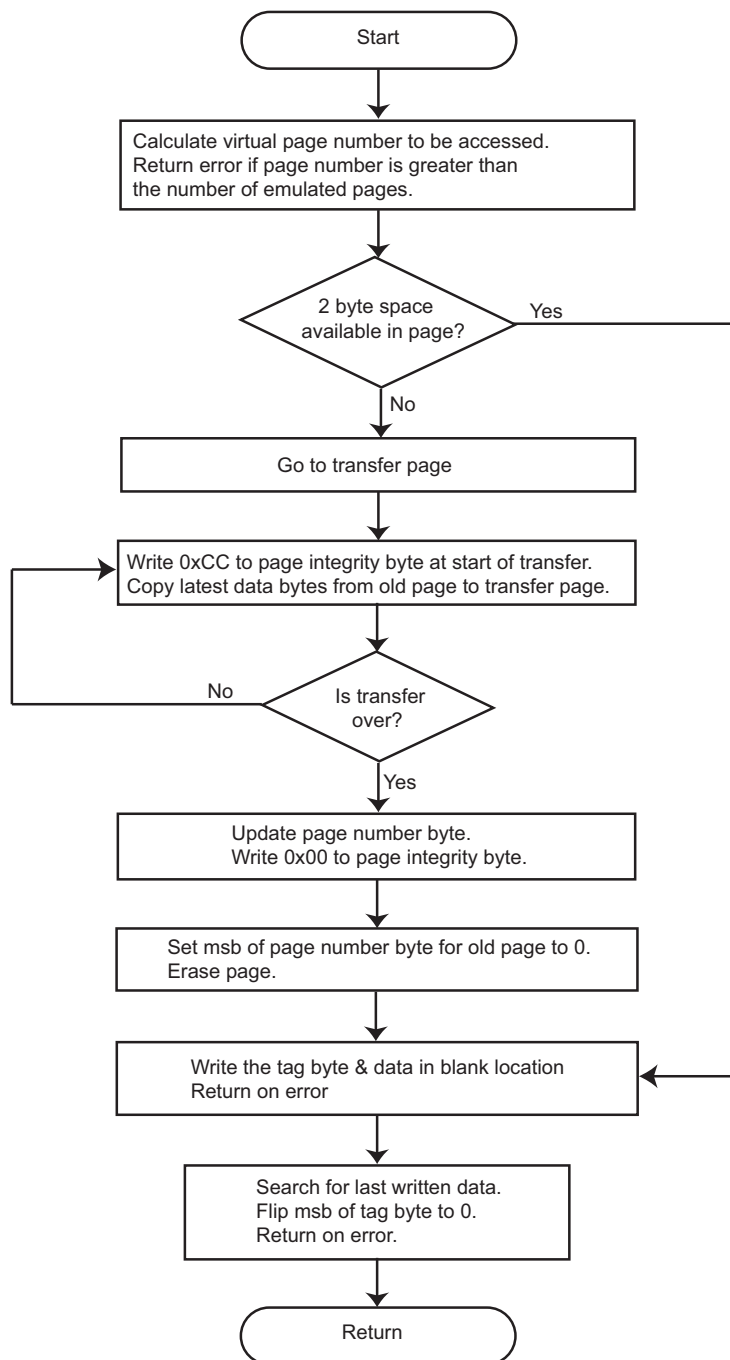 Start
Calculate virtual page number to be accessed.
Return error if page number is greater than
the number of emulated pages.
2 byte space
available in page?
Yes
No
Go to transfer page
Write 0xCC to page integrity byte at start of transfer.
Copy latest data bytes from old page to transfer page.
No
Is transfer
over?
Yes
Update page number byte.
Write 0x00 to page integrity byte.
Set msb of page number byte for old page to 0.
Erase page.
Write the tag byte & data in blank location
Return on error
Search for last written data.
Flip msb of tag byte to 0.
Return on error.
Return